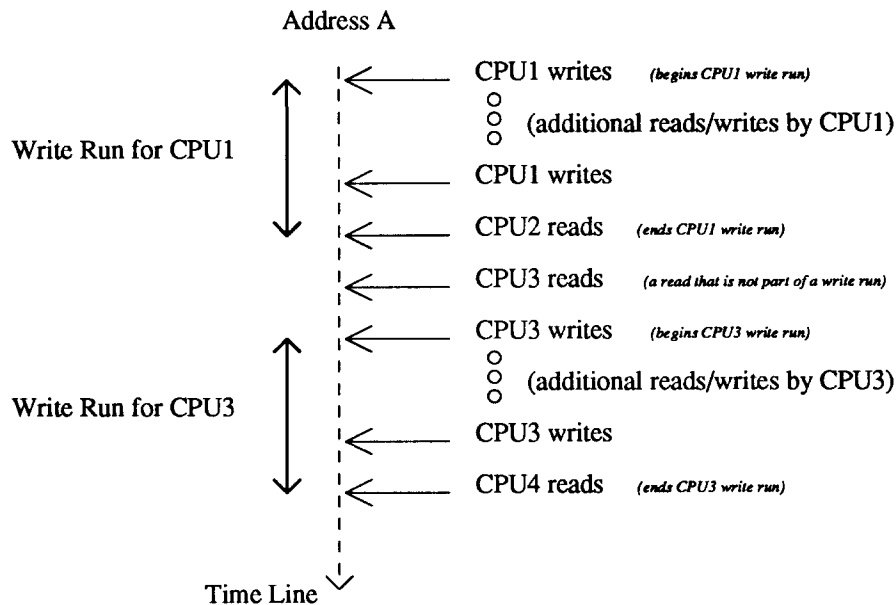 Address A
CPU1 writes (begins CPU1 write run)
(additional reads/writes by CPU1)
Write Run for CPU1
CPU1 writes
CPU2 reads (ends CPU1 write run)
CPU3 reads (a read that is not part of a write run)
CPU3 writes (begins CPU3 write run)
(additional reads/writes by CPU3)
Write Run for CPU3
CPU3 writes
CPU4 reads (ends CPU3 write run)
Time Line